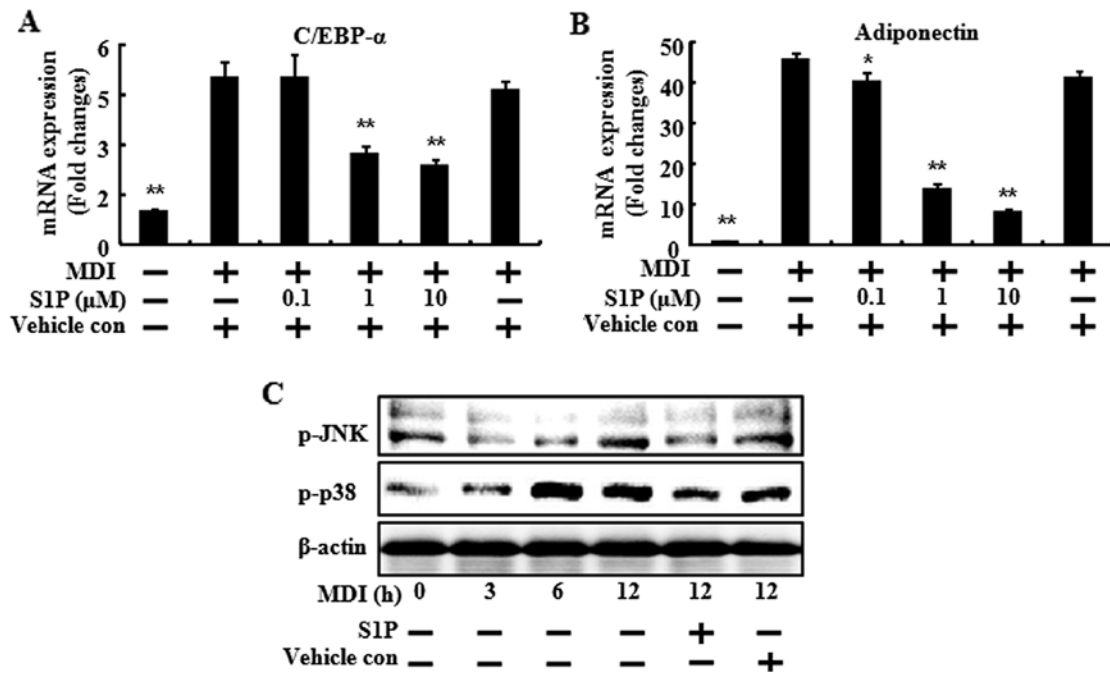 A
C/EBP-α
mRNA expression
(Fold changes)
6
5
3
2
0
** ** **
MDI − + + + + +
S1P (μM) − − 0.1 1 10 −
Vehicle con − + + + + +
B
Adiponectin
mRNA expression
(Fold changes)
50
40
30
20
10
0
** * ** **
MDI − + + + + +
S1P (μM) − − 0.1 1 10 −
Vehicle con − + + + + +
C
p-JNK
p-p38
β-actin
MDI (h) 0 3 6 12 12 12
S1P − − − − + −
Vehicle con − − − − − +